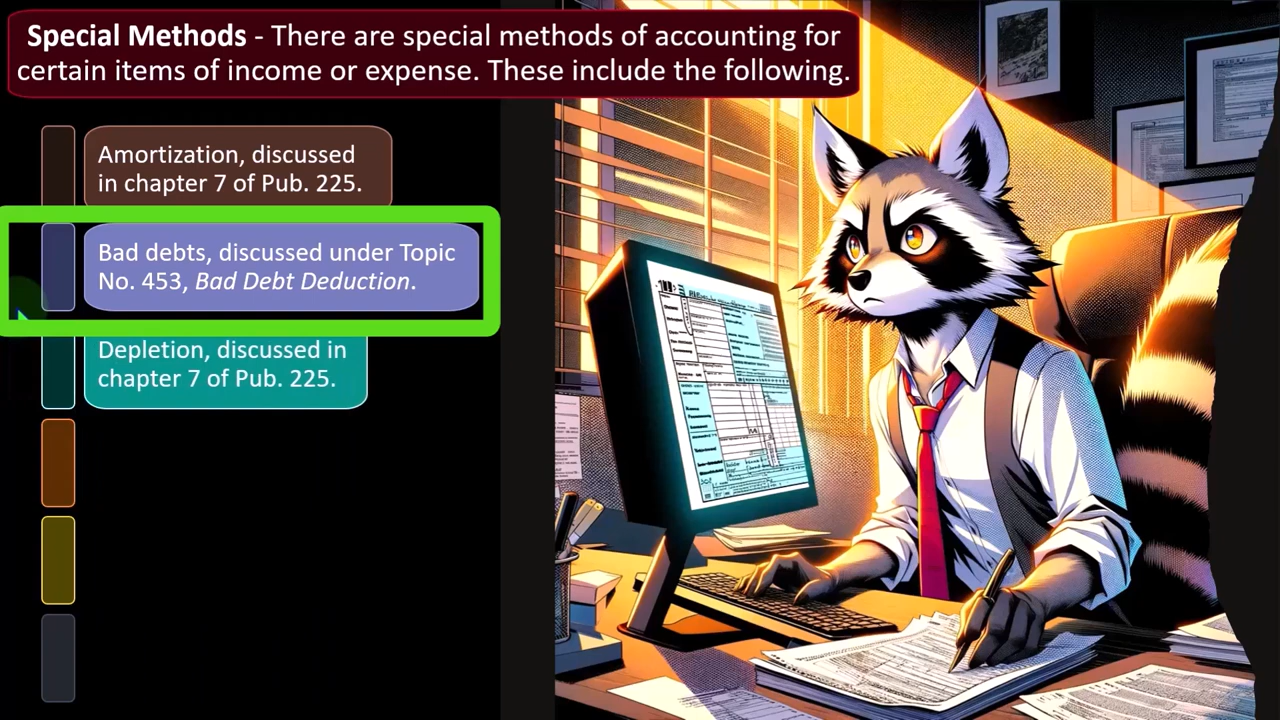 Special Methods - There are special methods of accounting for
certain items of income or expense. These include the following.
Amortization, discussed
in chapter 7 of Pub. 225.
Bad debts, discussed under Topic
No. 453, Bad Debt Deduction.
Depletion, discussed in
chapter 7 of Pub. 225.